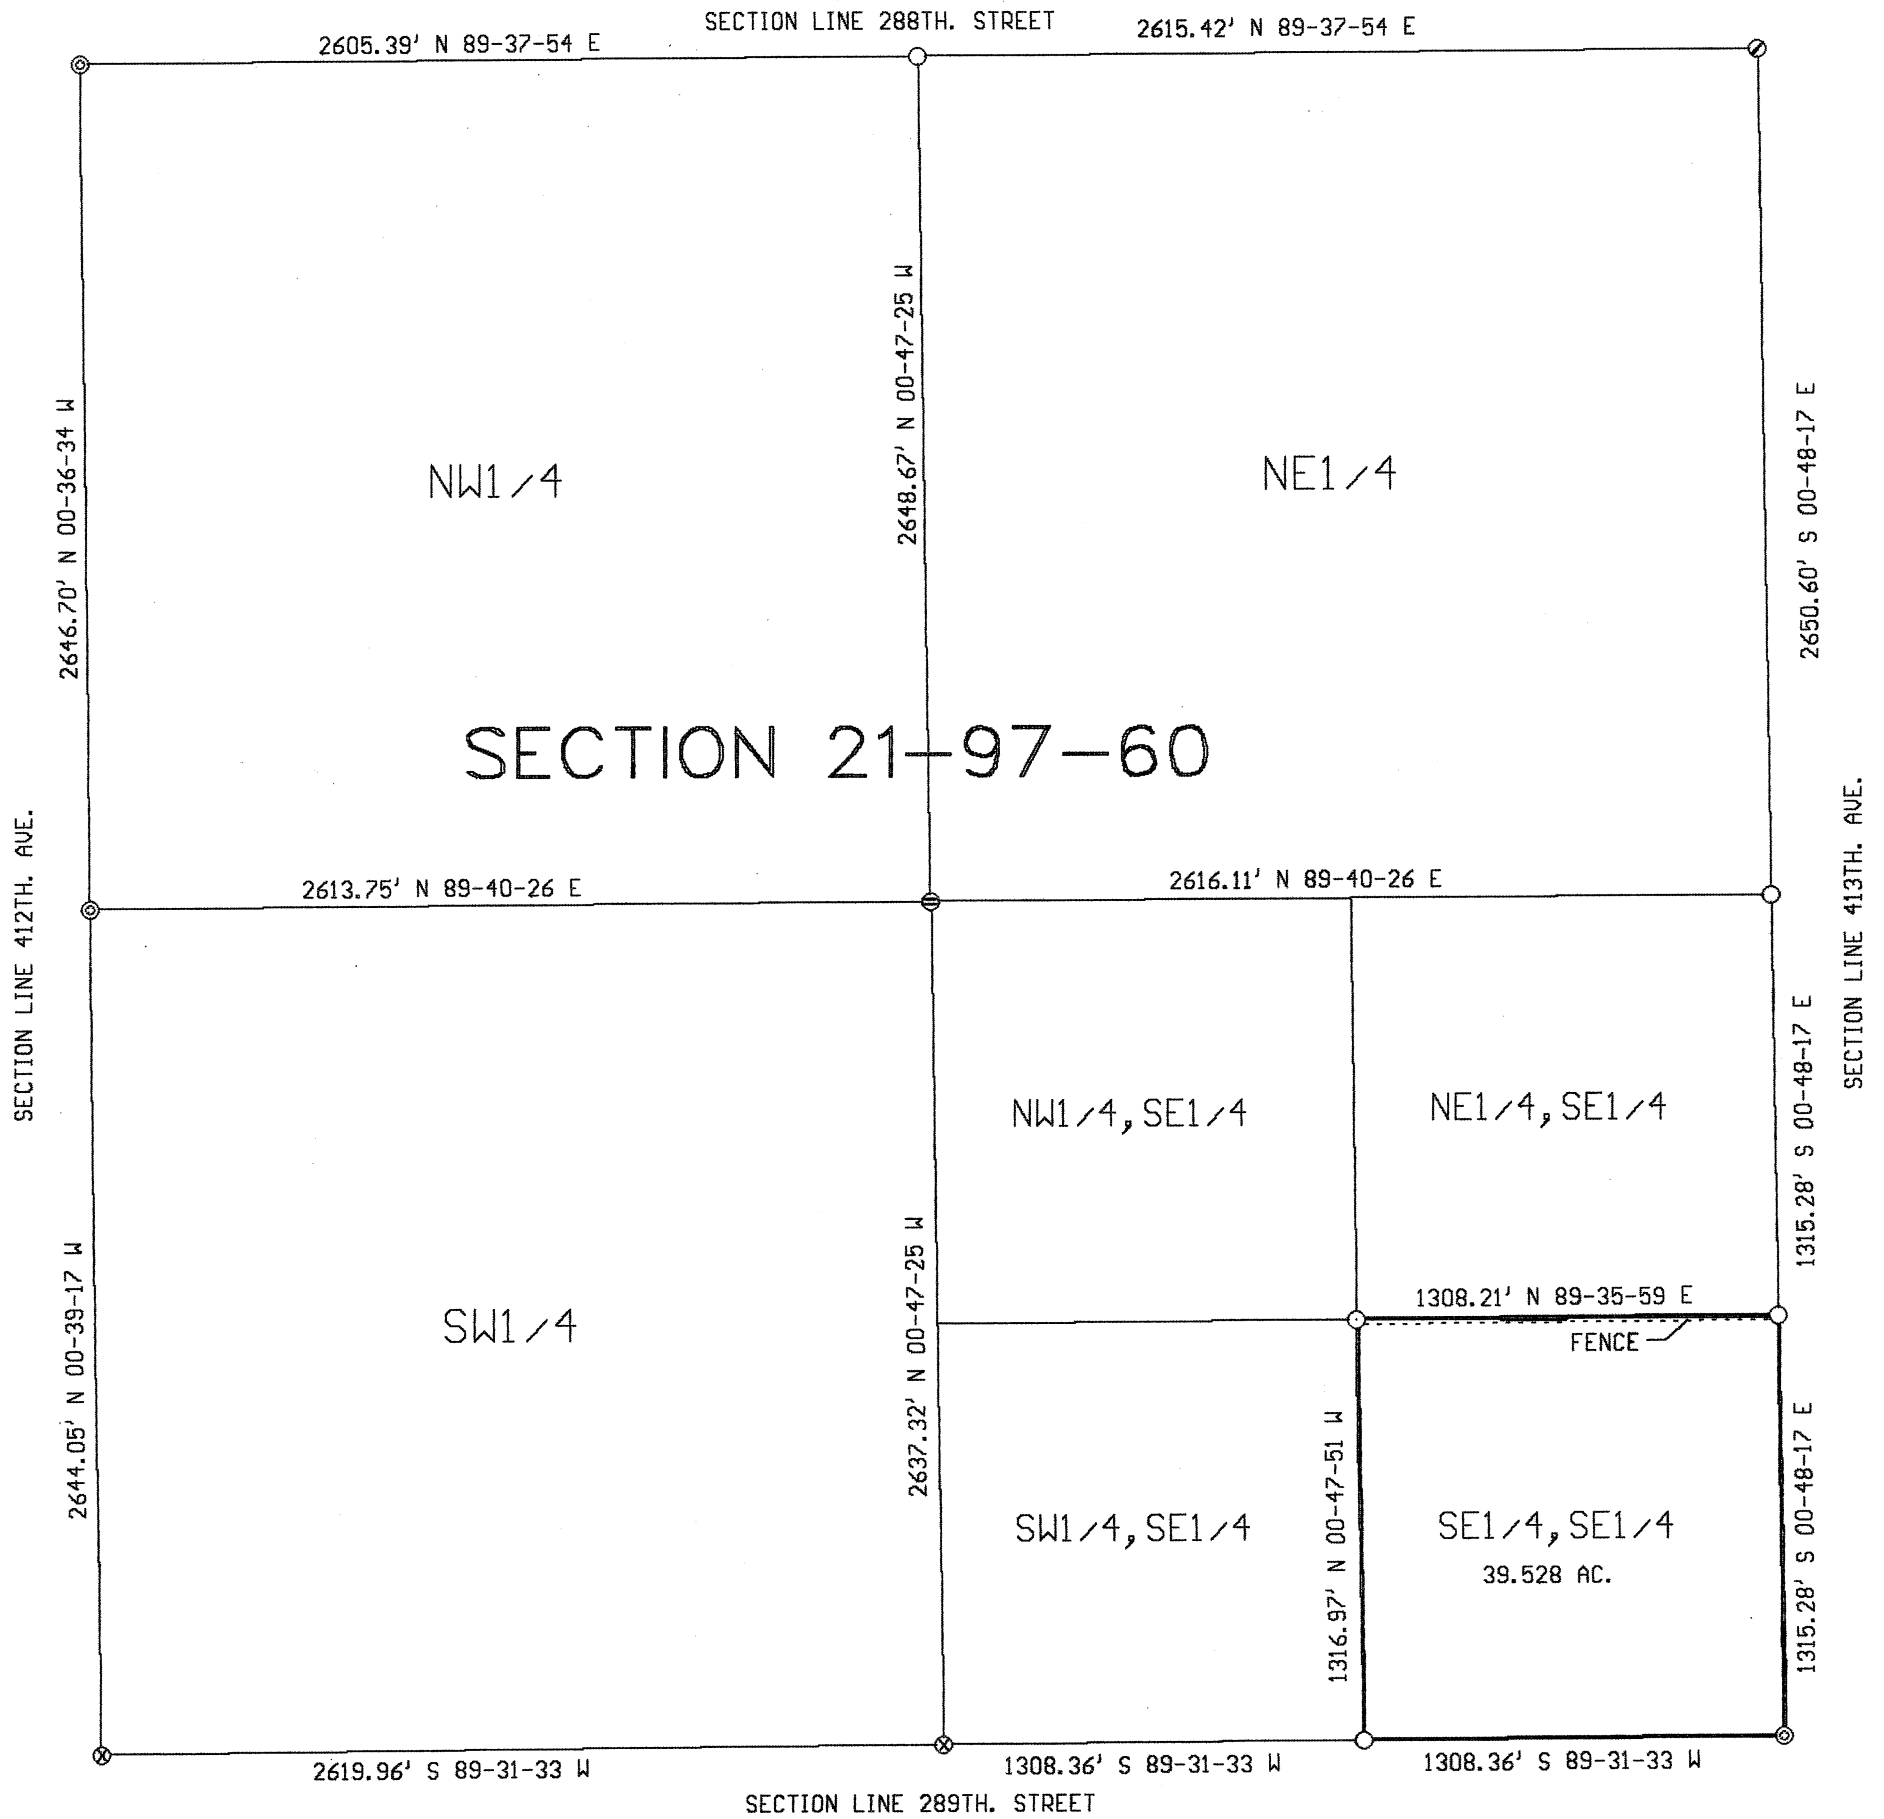 SECTION LINE 288TH. STREET
2605.39' N 89-37-54 E
2615.42' N 89-37-54 E
2646.70' N 00-36-34 W
2648.67' N 00-47-25 W
2650.60' S 00-48-17 E
NW1/4
NE1/4
SECTION 21-97-60
SECTION LINE 412TH. AVE.
SECTION LINE 413TH. AVE.
2613.75' N 89-40-26 E
2616.11' N 89-40-26 E
NW1/4,SE1/4
NE1/4,SE1/4
1315.28' S 00-48-17 E
2644.05' N 00-39-17 W
SW1/4
2637.32' N 00-47-25 W
1308.21' N 89-35-59 E
FENCE
1316.97' N 00-47-51 W
SW1/4,SE1/4
SE1/4,SE1/4
39.528 AC.
1315.28' S 00-48-17 E
2619.96' S 89-31-33 W
1308.36' S 89-31-33 W
1308.36' S 89-31-33 W
SECTION LINE 289TH. STREET